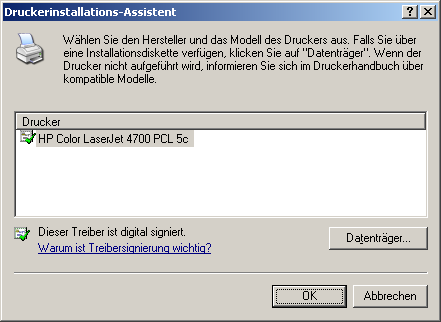 Druckerinstallations-Assistent
Wählen Sie den Hersteller und das Modell des Druckers aus. Falls Sie über
eine Installationsdiskette verfügen, klicken Sie auf "Datenträger". Wenn der
Drucker nicht aufgeführt wird, informieren Sie sich im Druckerhandbuch über
kompatible Modelle.
Drucker
HP Color LaserJet 4700 PCL 5c
Dieser Treiber ist digital signiert.
Warum ist Treibersignierung wichtig?
Datenträger...
OK
Abbrechen